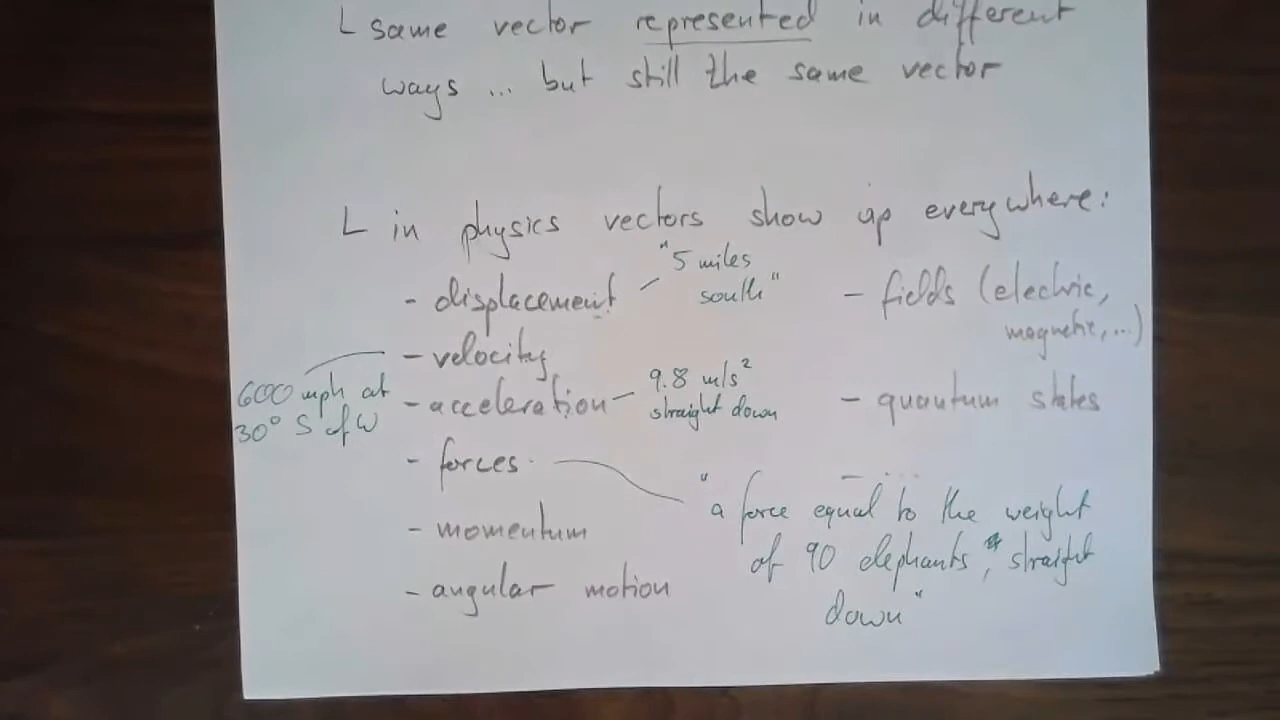 └ same vector represented in different
ways ... but still the same vector
└ in physics vectors show up everywhere:
- displacement
"5 miles
south"
- velocity
600 mph at
30° S of W
- acceleration
9.8 m/s²
straight down
- forces
"a force equal to the weight
of 90 elephants, straight
down"
- momentum
- angular motion
- fields (electric,
magnetic, ...)
- quantum states
- ...